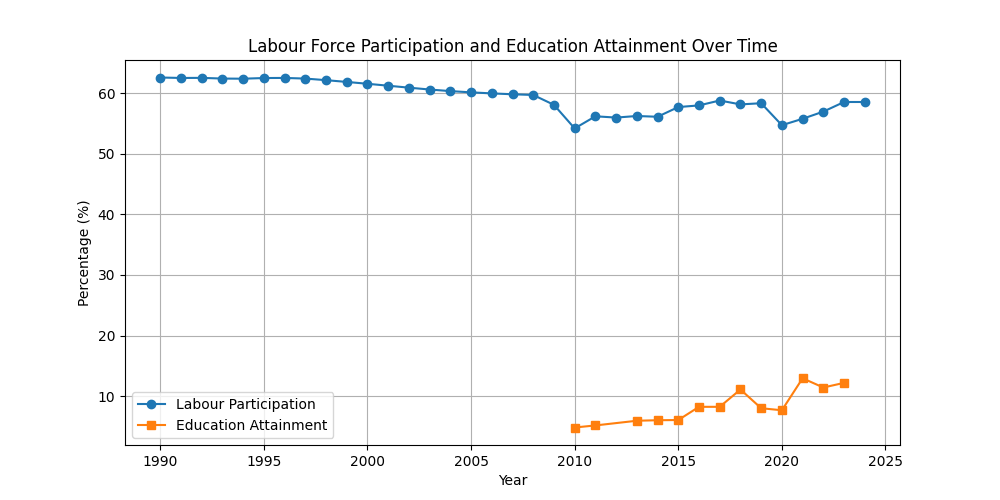 Labour Force Participation and Education Attainment Over Time
Percentage (%)
60
50
40
30
20
10
Labour Participation
Education Attainment
1990 1995 2000 2005 2010 2015 2020 2025
Year